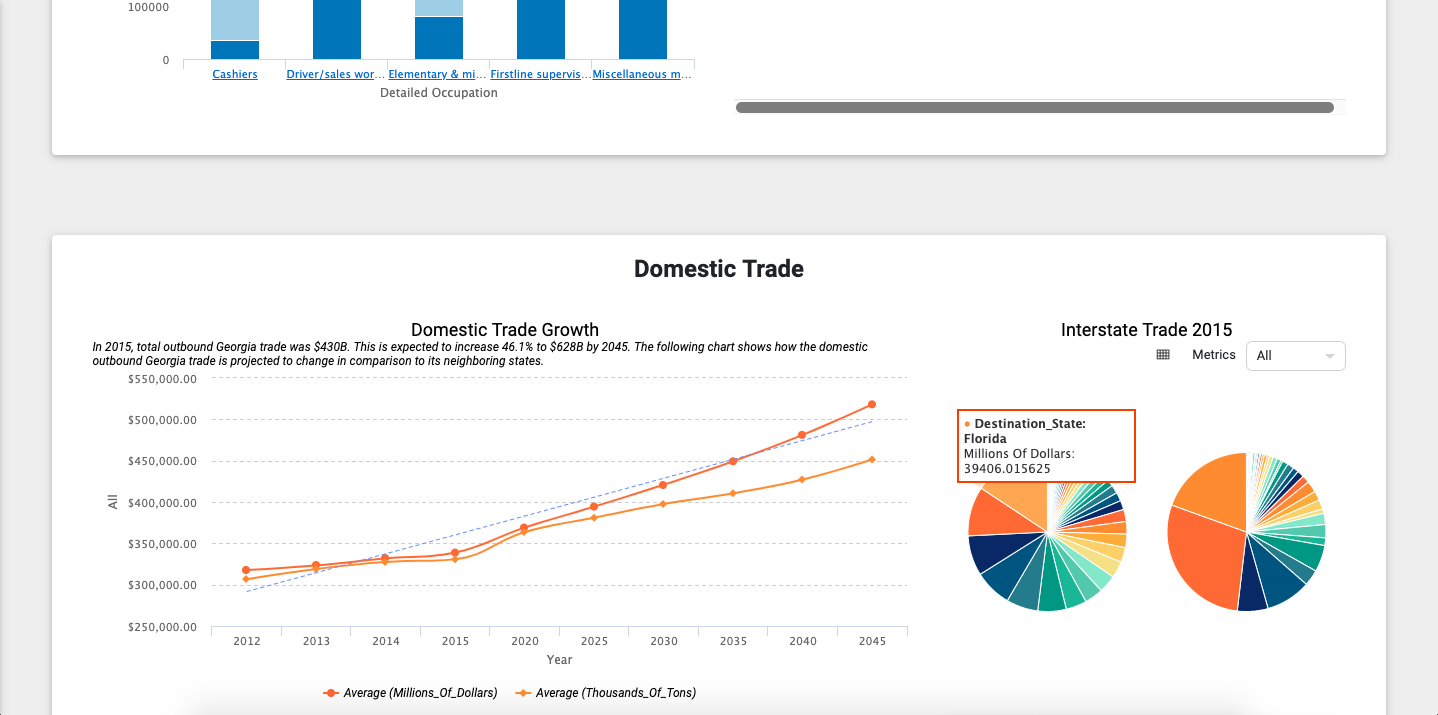 100000
0
Cashiers
Driver/sales wor...
Elementary & mi...
Firstline supervis...
Miscellaneous m...
Detailed Occupation
Domestic Trade
Domestic Trade Growth
In 2015, total outbound Georgia trade was $430B. This is expected to increase 46.1% to $628B by 2045. The following chart shows how the domestic
outbound Georgia trade is projected to change in comparison to its neighboring states.
$550,000.00
$500,000.00
$450,000.00
$400,000.00
$350,000.00
$300,000.00
$250,000.00
All
2012 2013 2014 2015 2020 2025 2030 2035 2040 2045
Year
Average (Millions_Of_Dollars) Average (Thousands_Of_Tons)
Interstate Trade 2015
Metrics All
Destination_State:
Florida
Millions Of Dollars:
39406.015625